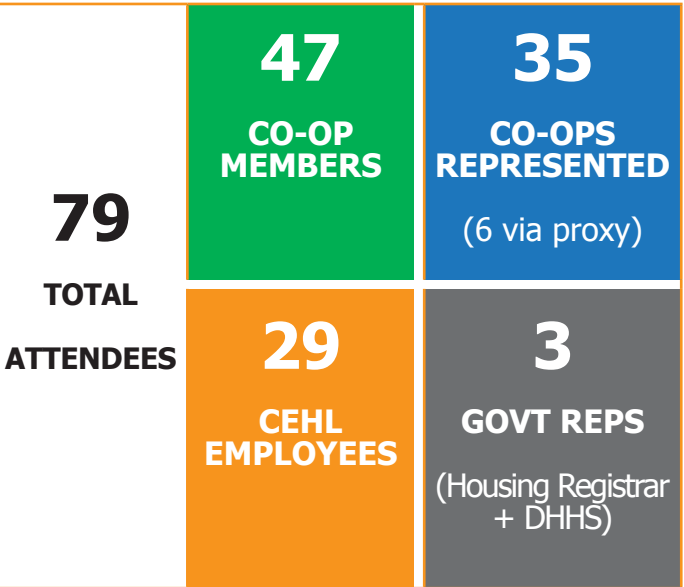 79
TOTAL
ATTENDEES
47
CO-OP
MEMBERS
35
CO-OPS
REPRESENTED
(6 via proxy)
29
CEHL
EMPLOYEES
3
GOVT REPS
(Housing Registrar
+ DHHS)